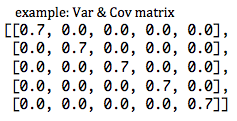 example: Var & Cov matrix
[[0.7, 0.0, 0.0, 0.0, 0.0],
[0.0, 0.7, 0.0, 0.0, 0.0],
[0.0, 0.0, 0.7, 0.0, 0.0],
[0.0, 0.0, 0.0, 0.7, 0.0],
[0.0, 0.0, 0.0, 0.0, 0.7]]